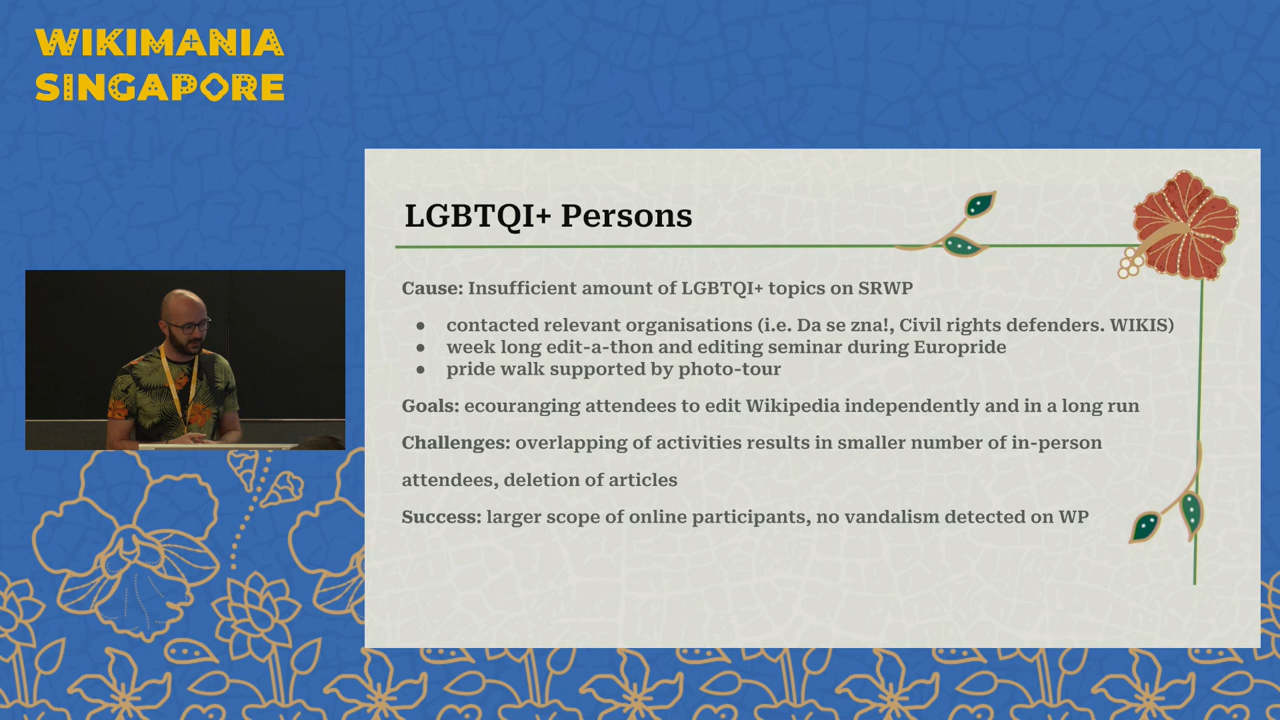 WIKIMANIA
SINGAPORE
LGBTQI+ Persons
Cause: Insufficient amount of LGBTQI+ topics on SRWP
● contacted relevant organisations (i.e. Da se zna!, Civil rights defenders. WIKIS)
● week long edit-a-thon and editing seminar during Europride
● pride walk supported by photo-tour
Goals: ecouranging attendees to edit Wikipedia independently and in a long run
Challenges: overlapping of activities results in smaller number of in-person
attendees, deletion of articles
Success: larger scope of online participants, no vandalism detected on WP